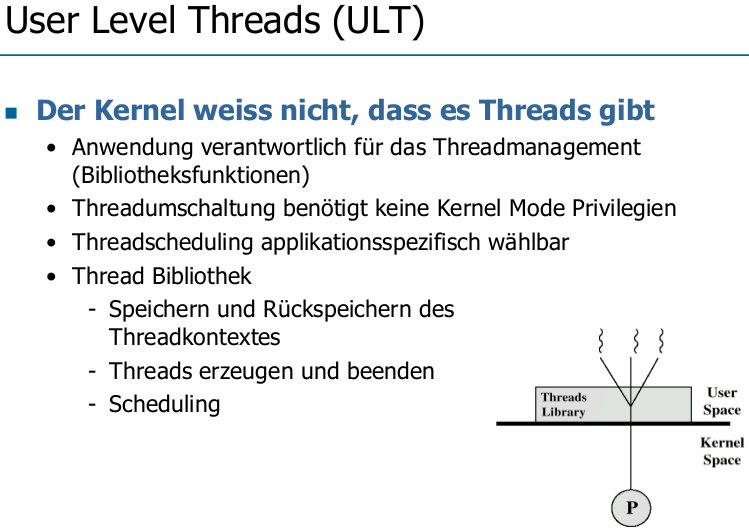 User Level Threads (ULT)
Der Kernel weiss nicht, dass es Threads gibt
• Anwendung verantwortlich für das Threadmanagement
(Bibliotheksfunktionen)
• Threadumschaltung benötigt keine Kernel Mode Privilegien
• Threadscheduling applikationsspezifisch wählbar
• Thread Bibliothek
- Speichern und Rückspeichern des
Threadkontextes
- Threads erzeugen und beenden
- Scheduling
Threads
Library
User
Space
Kernel
Space
P